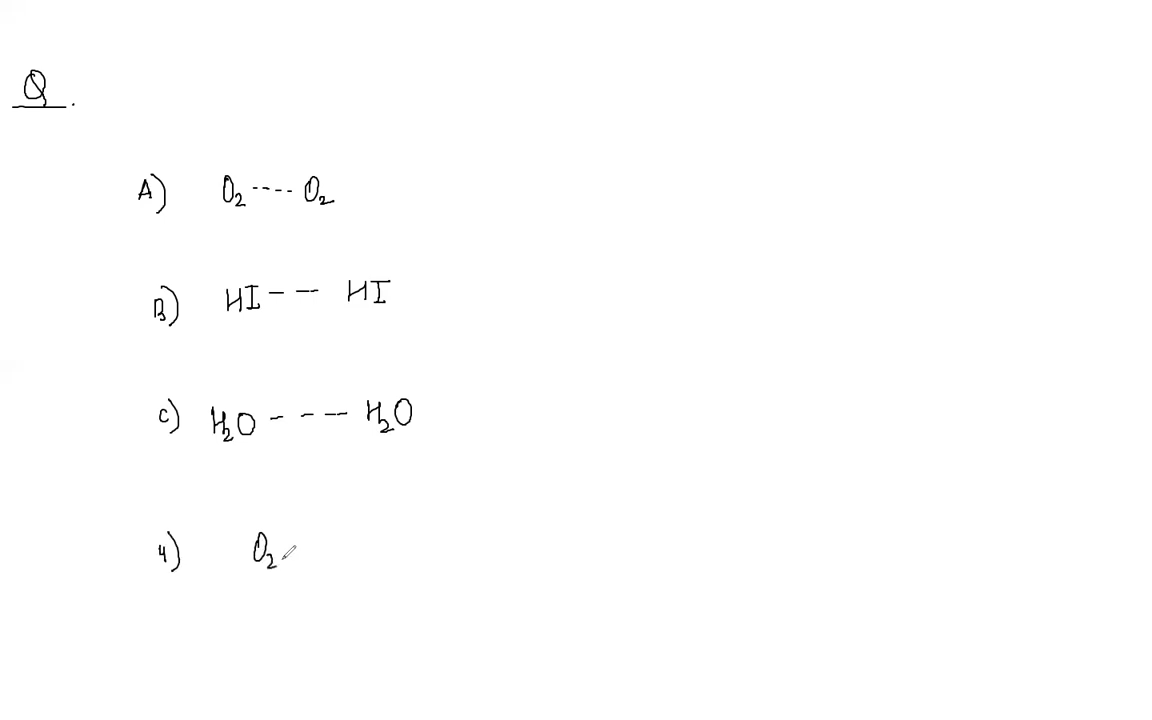 Q.
A) O₂ ---- O₂
B) HI -- HI
C) H₂O --- H₂O
4) O₂